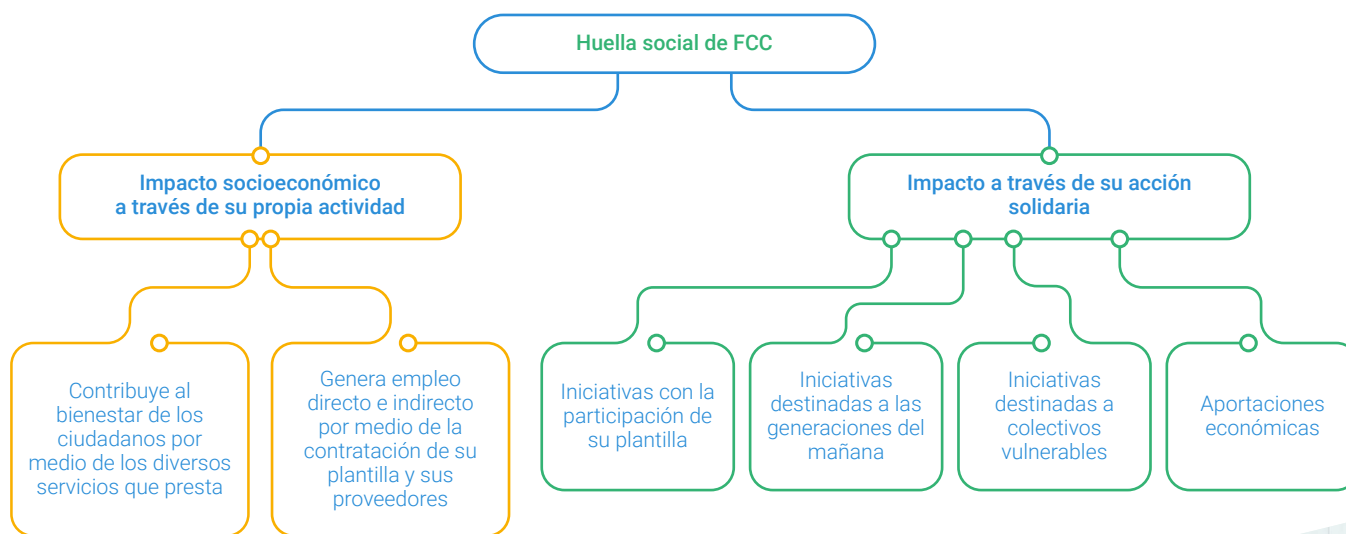 Huella social de FCC
Impacto socioeconómico
a través de su propia actividad
Impacto a través de su acción
solidaria
Contribuye al
bienestar de los
ciudadanos por
medio de los diversos
servicios que presta
Genera empleo
directo e indirecto
por medio de la
contratación de su
plantilla y sus
proveedores
Iniciativas con la
participación de
su plantilla
Iniciativas
destinadas a las
generaciones del
mañana
Iniciativas
destinadas a
colectivos
vulnerables
Aportaciones
económicas